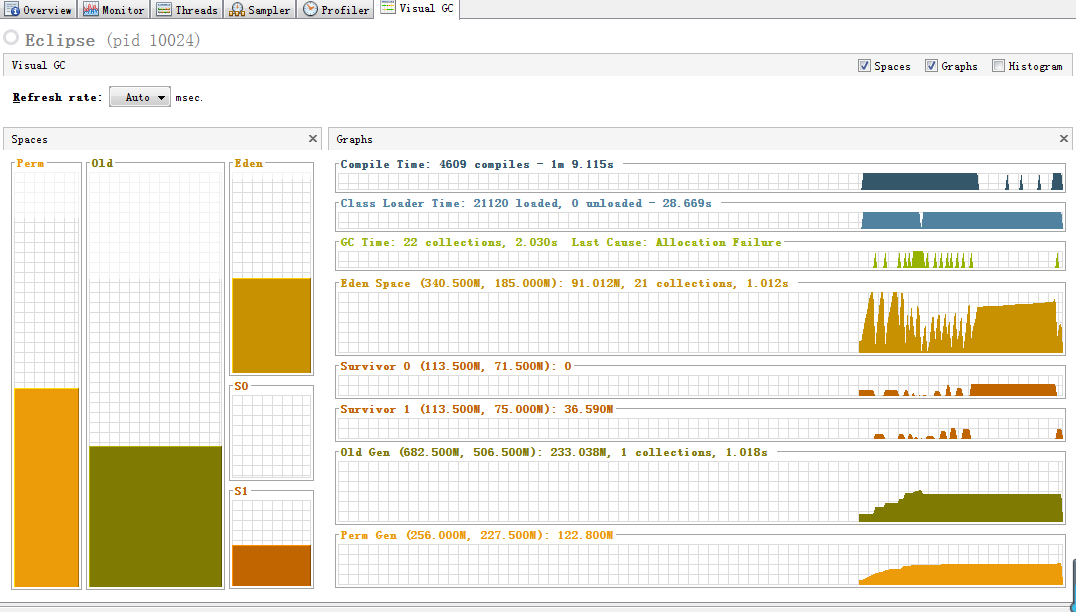 Overview Monitor Threads Sampler Profiler Visual GC
Eclipse (pid 10024)
Visual GC Spaces Graphs Histogram
Refresh rate: Auto msec.
Spaces
Perm Old Eden
S0
S1
Graphs
Compile Time: 4609 compiles - 1m 9.115s
Class Loader Time: 21120 loaded, 0 unloaded - 28.669s
GC Time: 22 collections, 2.030s Last Cause: Allocation Failure
Eden Space (340.500M, 185.000M): 91.012M, 21 collections, 1.012s
Survivor 0 (113.500M, 71.500M): 0
Survivor 1 (113.500M, 75.000M): 36.590M
Old Gen (682.500M, 506.500M): 233.038M, 1 collections, 1.018s
Perm Gen (256.000M, 227.500M): 122.800M